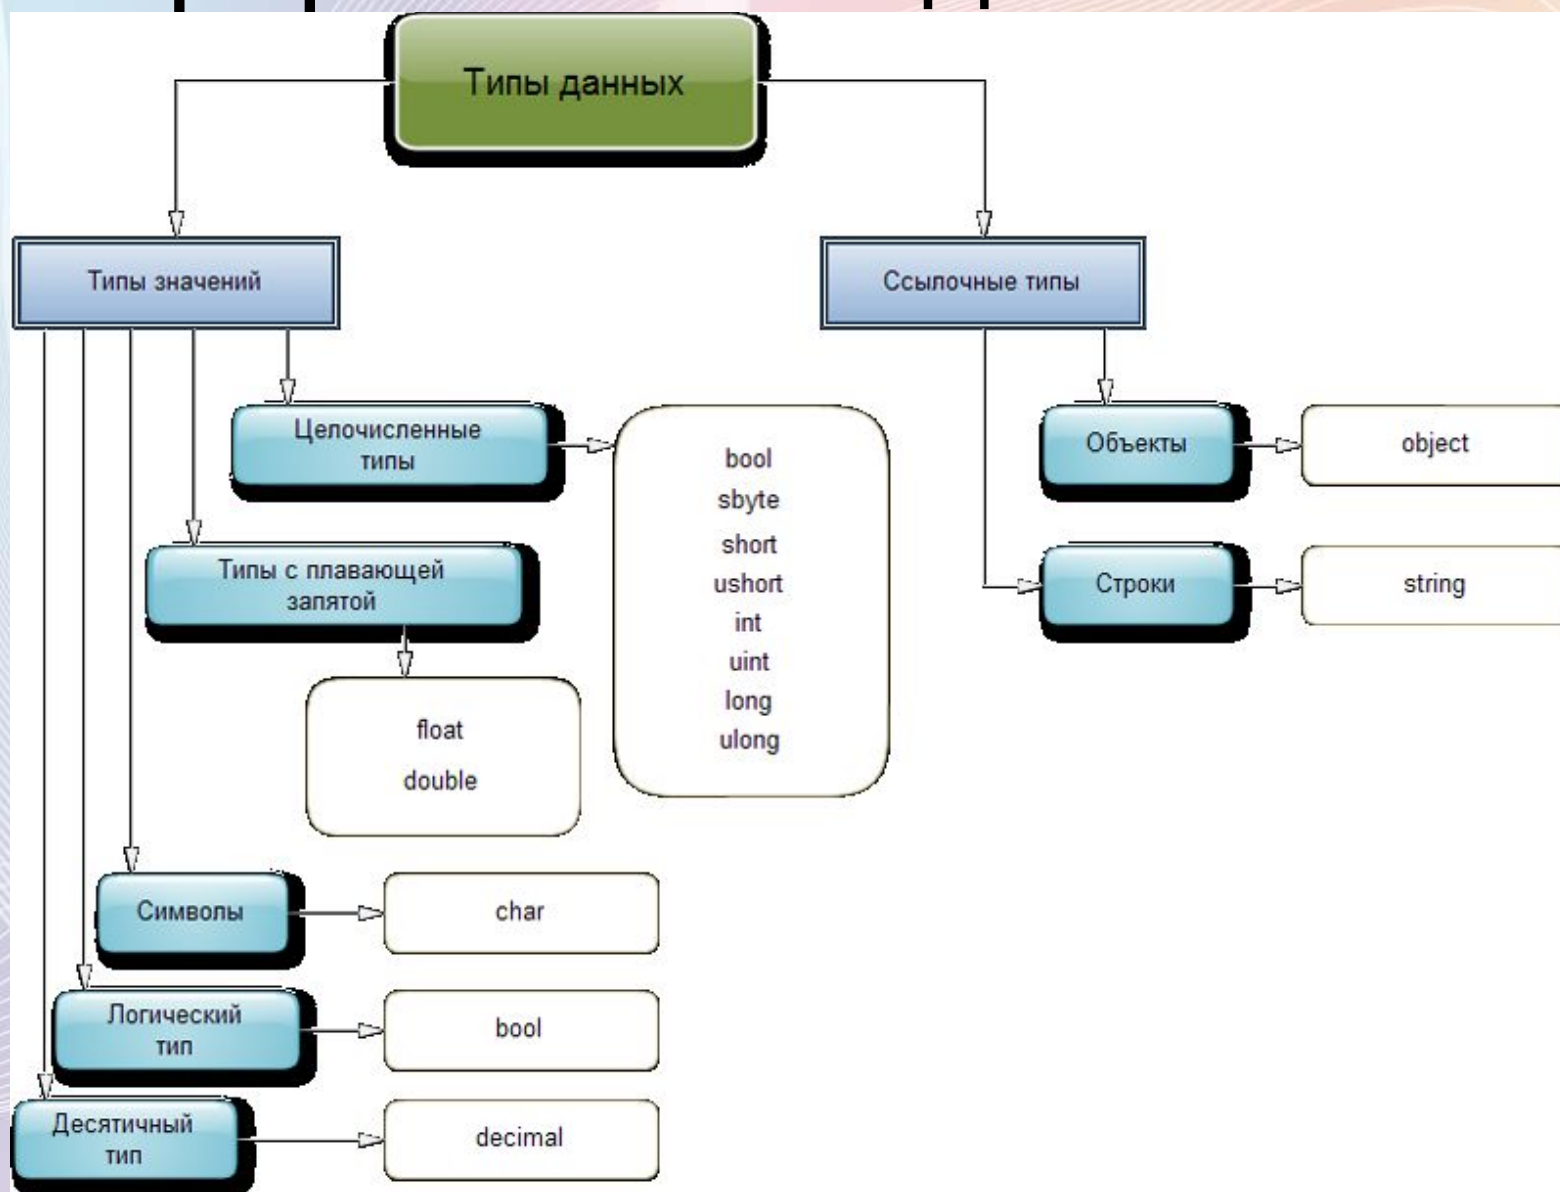 Типы данных
Типы значений
Ссылочные типы
Целочисленные
типы
bool
sbyte
short
ushort
int
uint
long
ulong
Объекты
object
Типы с плавающей
запятой
float
double
Строки
string
Символы
char
Логический
тип
bool
Десятичный
тип
decimal